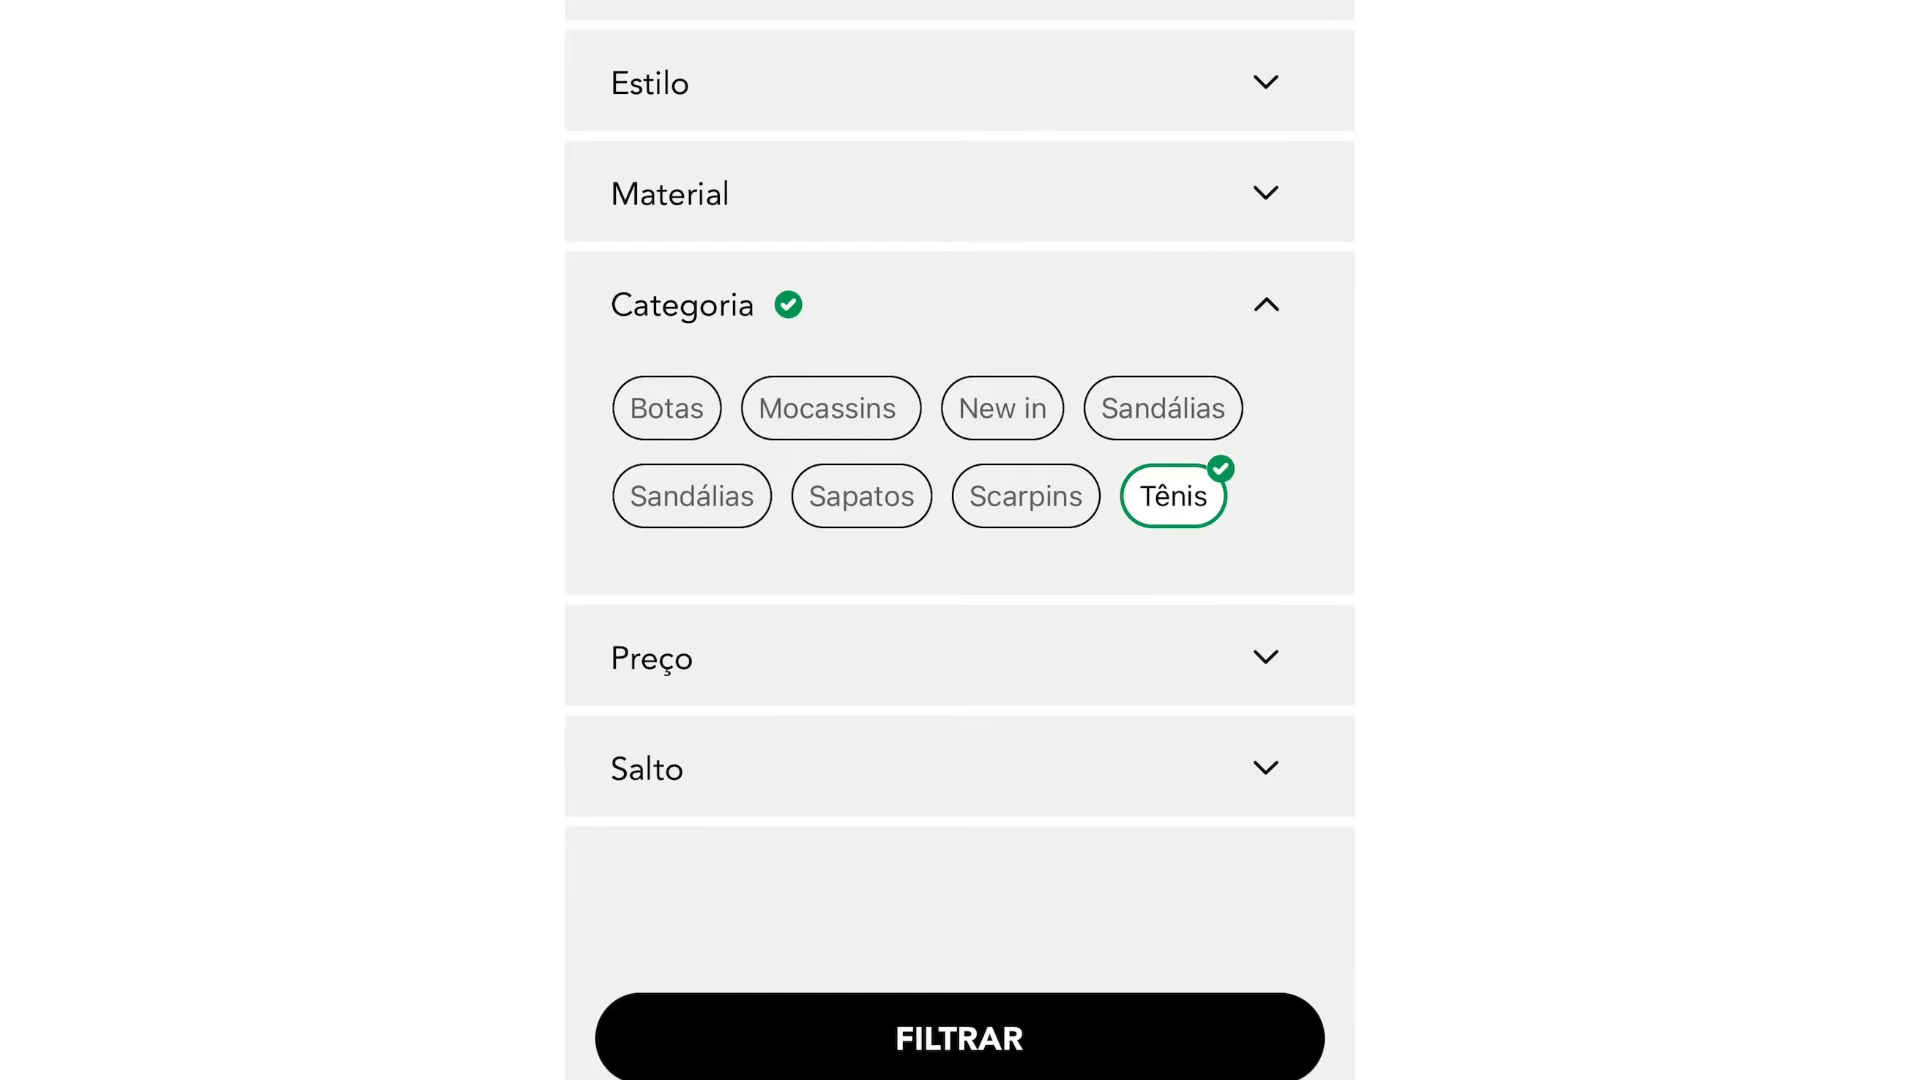 Estilo
Material
Categoria
Botas Mocassins New in Sandálias
Sandálias Sapatos Scarpins Tênis
Preço
Salto
FILTRAR